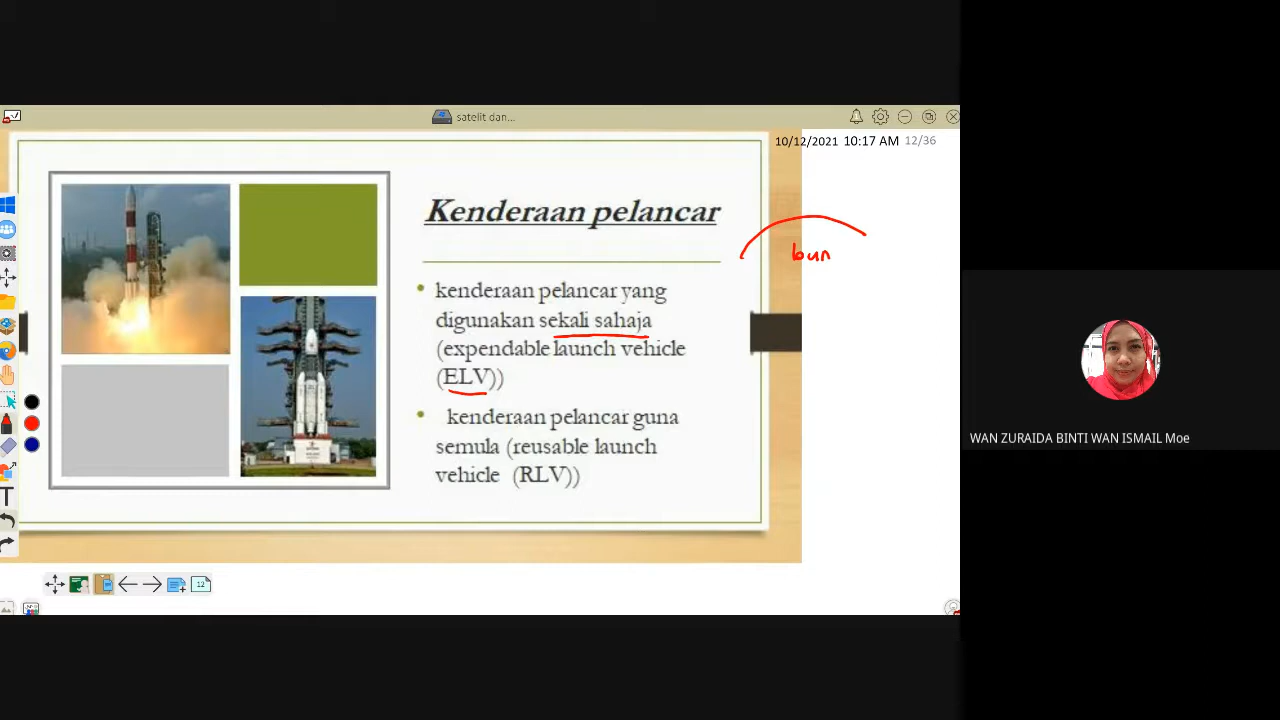 satelit dan...
10/12/2021 10:17 AM 12/36
Kenderaan pelancar
bun
kenderaan pelancar yang
digunakan sekali sahaja
(expendable launch vehicle
(ELV))
kenderaan pelancar guna
semula (reusable launch
vehicle (RLV))
WAN ZURAIDA BINTI WAN ISMAIL Moe
T
12